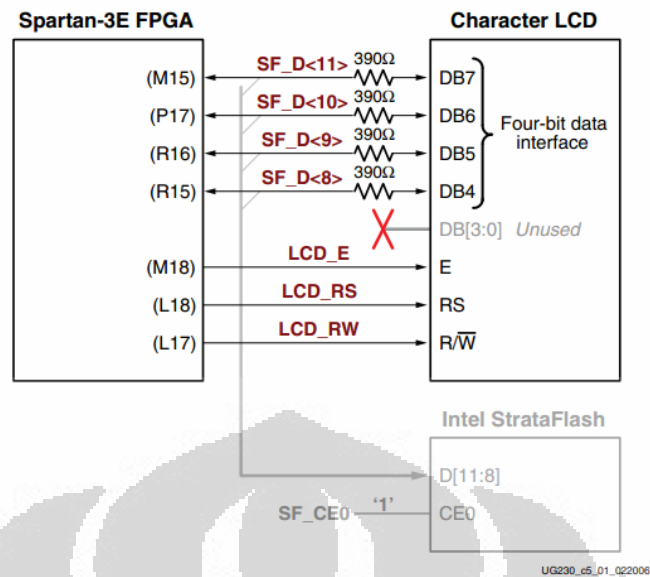 Spartan-3E FPGA
Character LCD
(M15) SF_D<11> 390Ω DB7
(P17) SF_D<10> 390Ω DB6
(R16) SF_D<9> 390Ω DB5
(R15) SF_D<8> 390Ω DB4
Four-bit data
interface
DB[3:0] Unused
(M18) LCD_E E
(L18) LCD_RS RS
(L17) LCD_RW R/W̅
Intel StrataFlash
D[11:8]
SF_CE0 ‘1’ CE0
UG230_c5_01_022006